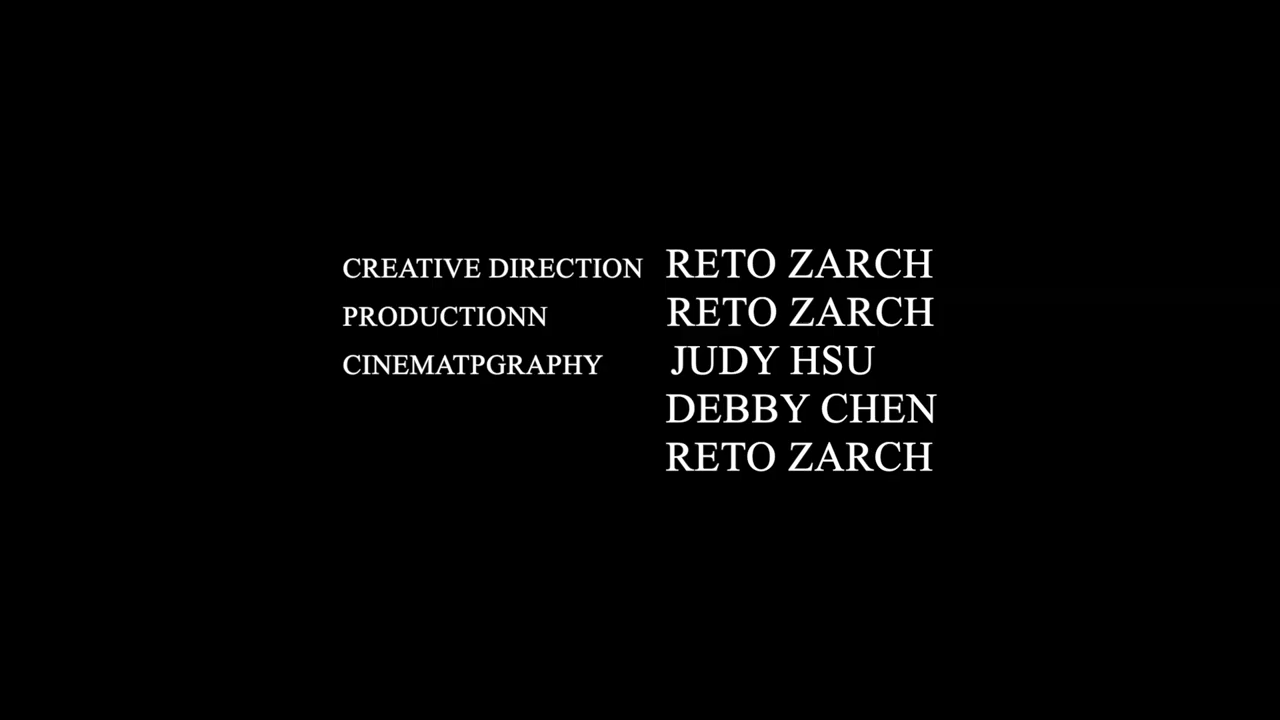 CREATIVE DIRECTION RETO ZARCH
PRODUCTIONN RETO ZARCH
CINEMATPGRAPHY JUDY HSU
DEBBY CHEN
RETO ZARCH